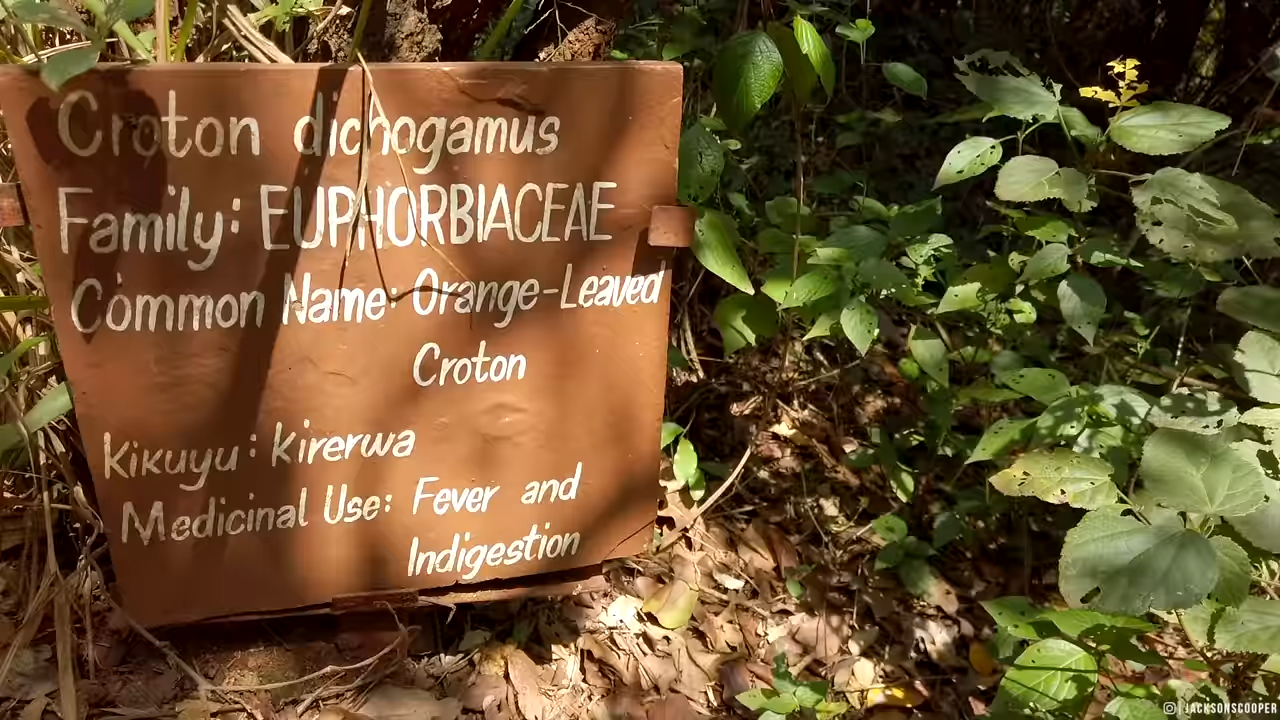 Croton dichogamus
Family: EUPHORBIACEAE
Common Name: Orange-Leaved
Croton
Kikuyu: Kirerwa
Medicinal Use: Fever and
Indigestion
| JACKSONSCOOPER